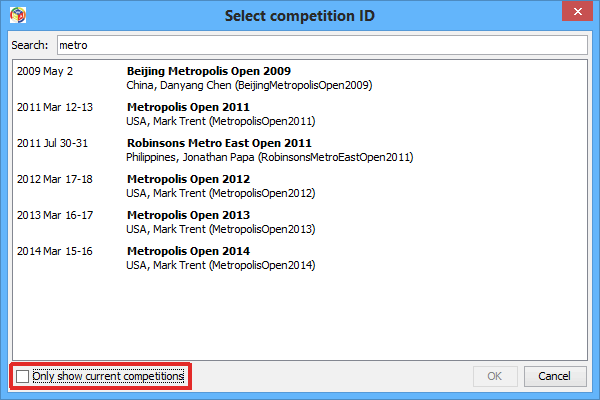 Select competition ID
Search: metro
2009 May 2 Beijing Metropolis Open 2009
China, Danyang Chen (BeijingMetropolisOpen2009)
2011 Mar 12-13 Metropolis Open 2011
USA, Mark Trent (MetropolisOpen2011)
2011 Jul 30-31 Robinsons Metro East Open 2011
Philippines, Jonathan Papa (RobinsonsMetroEastOpen2011)
2012 Mar 17-18 Metropolis Open 2012
USA, Mark Trent (MetropolisOpen2012)
2013 Mar 16-17 Metropolis Open 2013
USA, Mark Trent (MetropolisOpen2013)
2014 Mar 15-16 Metropolis Open 2014
USA, Mark Trent (MetropolisOpen2014)
Only show current competitions OK Cancel